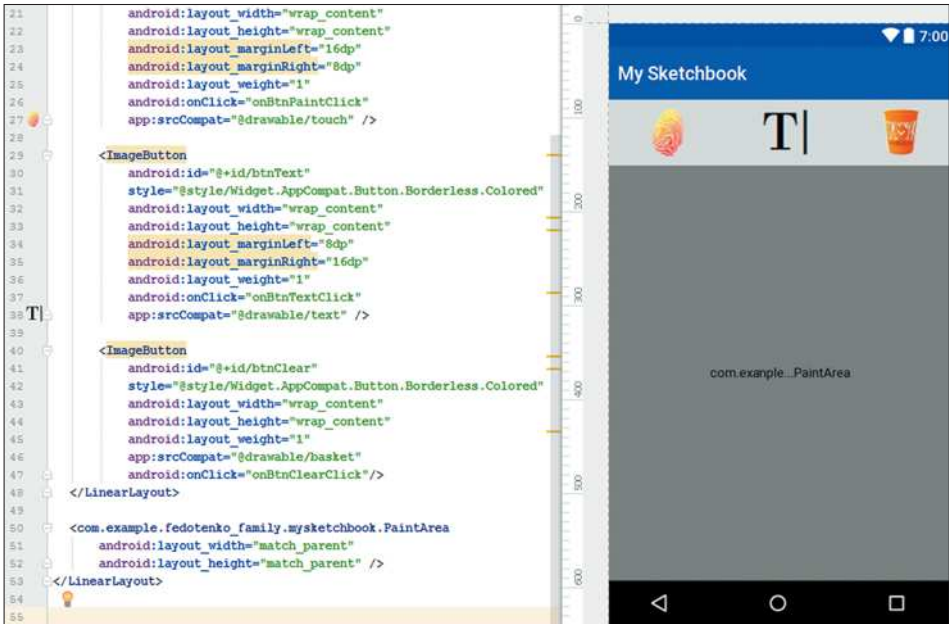 21 android:layout_width="wrap_content"
22 android:layout_height="wrap_content"
23 android:layout_marginLeft="16dp"
24 android:layout_marginRight="8dp"
25 android:layout_weight="1"
26 android:onClick="onBtnPaintClick"
27 app:srcCompat="@drawable/touch" />
28
29 <ImageButton
30 android:id="@+id/btnText"
31 style="@style/Widget.AppCompat.Button.Borderless.Colored"
32 android:layout_width="wrap_content"
33 android:layout_height="wrap_content"
34 android:layout_marginLeft="8dp"
35 android:layout_marginRight="16dp"
36 android:layout_weight="1"
37 android:onClick="onBtnTextClick"
38 T| app:srcCompat="@drawable/text" />
39
40 <ImageButton
41 android:id="@+id/btnClear"
42 style="@style/Widget.AppCompat.Button.Borderless.Colored"
43 android:layout_width="wrap_content"
44 android:layout_height="wrap_content"
45 android:layout_weight="1"
46 app:srcCompat="@drawable/basket"
47 android:onClick="onBtnClearClick"/>
48 </LinearLayout>
49
50 <com.example.fedotenko_family.mysketchbook.PaintArea
51 android:layout_width="match_parent"
52 android:layout_height="match_parent" />
53 </LinearLayout>
54
55
0
100
200
300
400
500
600
7:00
My Sketchbook
T|
com.example...PaintArea